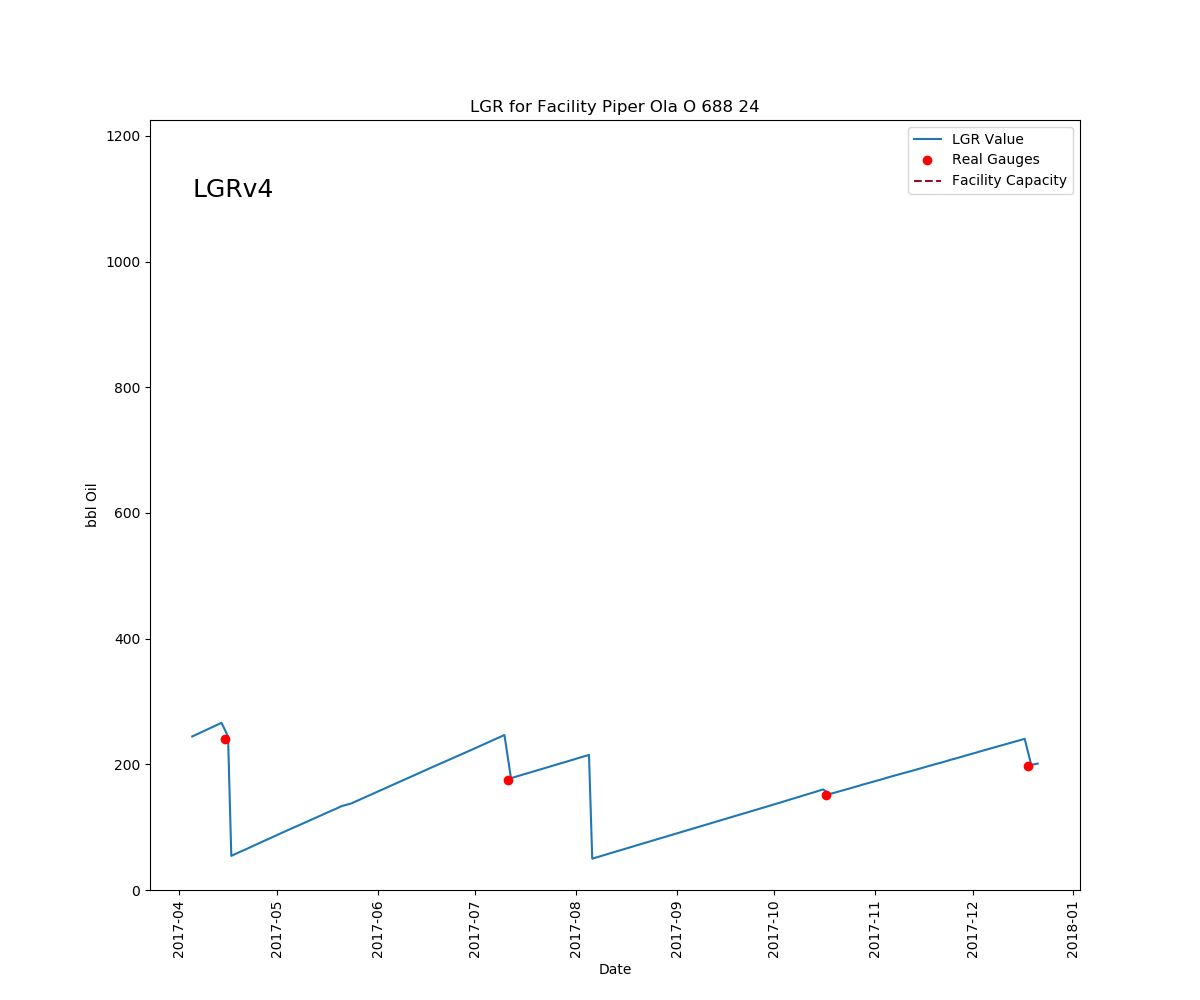 LGR for Facility Piper Ola O 688 24
LGRv4
LGR Value
Real Gauges
Facility Capacity
bbl Oil
1200
1000
800
600
400
200
0
2017-04
2017-05
2017-06
2017-07
2017-08
2017-09
2017-10
2017-11
2017-12
2018-01
Date